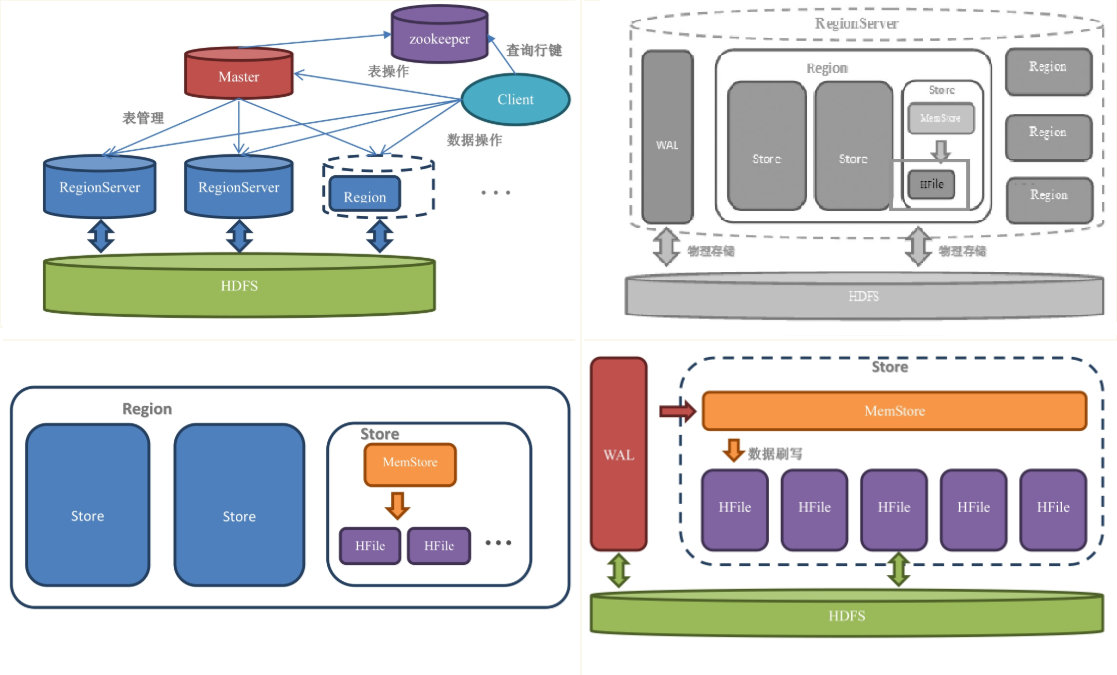 zookeeper
查询行键
Master
表操作
Client
表管理
数据操作
RegionServer
RegionServer
Region
...
HDFS
RegionServer
Region
Region
Store
MemStore
WAL
Store
Store
HFile
Region
Region
物理存储
物理存储
HDFS
Region
Store
MemStore
Store
Store
HFile
HFile
...
Store
MemStore
WAL
数据刷写
HFile
HFile
HFile
HFile
HFile
HDFS